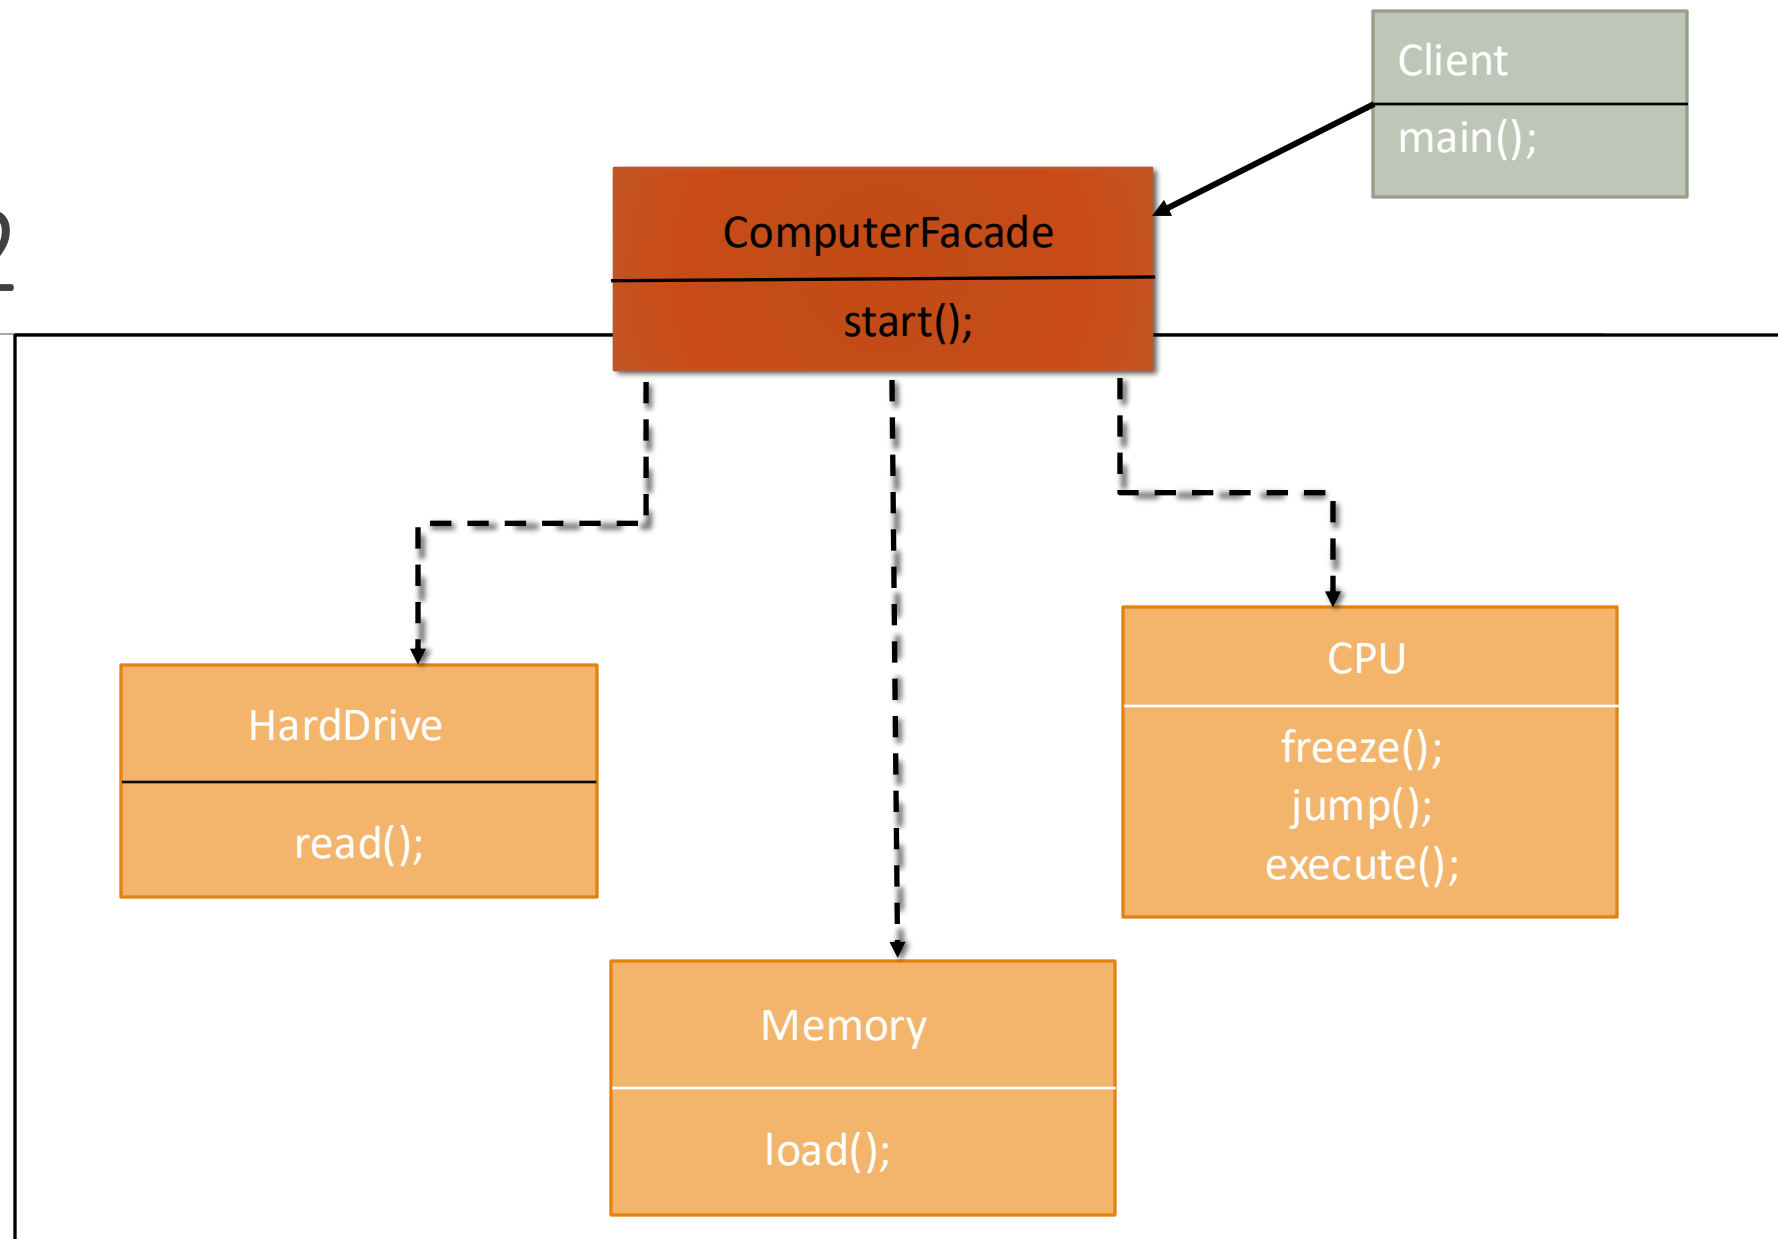 Client
main();
ComputerFacade
start();
HardDrive
read();
CPU
freeze();
jump();
execute();
Memory
load();